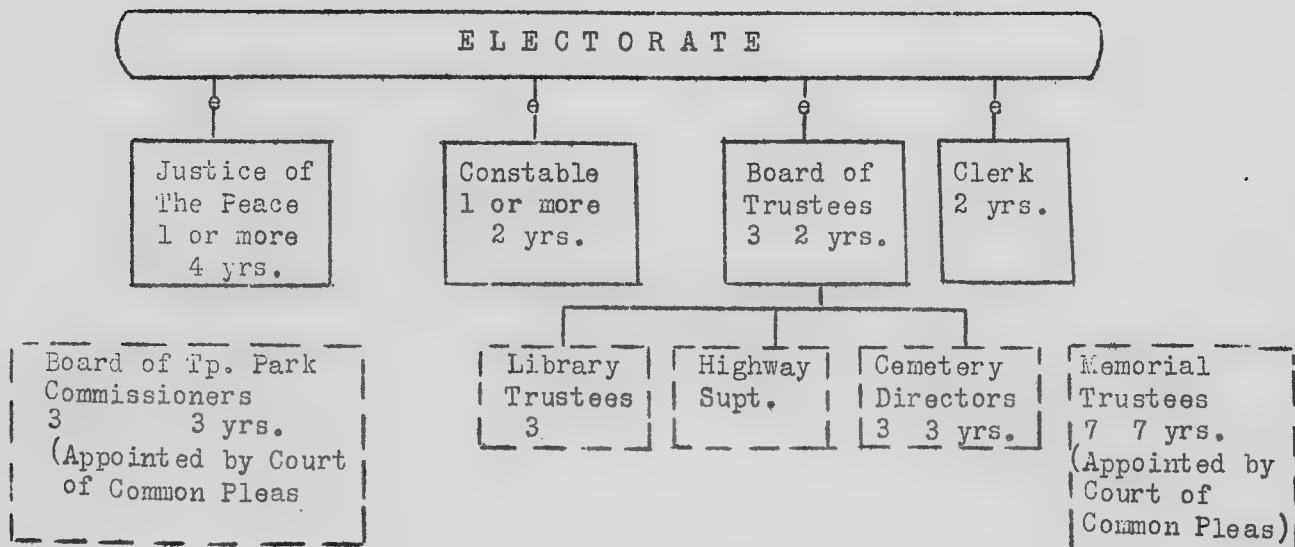 E L E C T O R A T E
e e e e
Justice of
The Peace
1 or more
4 yrs.
Constable
1 or more
2 yrs.
Board of
Trustees
3 2 yrs.
Clerk
2 yrs.
Board of Tp. Park
Commissioners
3 3 yrs.
(Appointed by Court
of Common Pleas
Library
Trustees
3
Highway
Supt.
Cemetery
Directors
3 3 yrs.
Memorial
Trustees
7 7 yrs.
(Appointed by
Court of
Common Pleas)